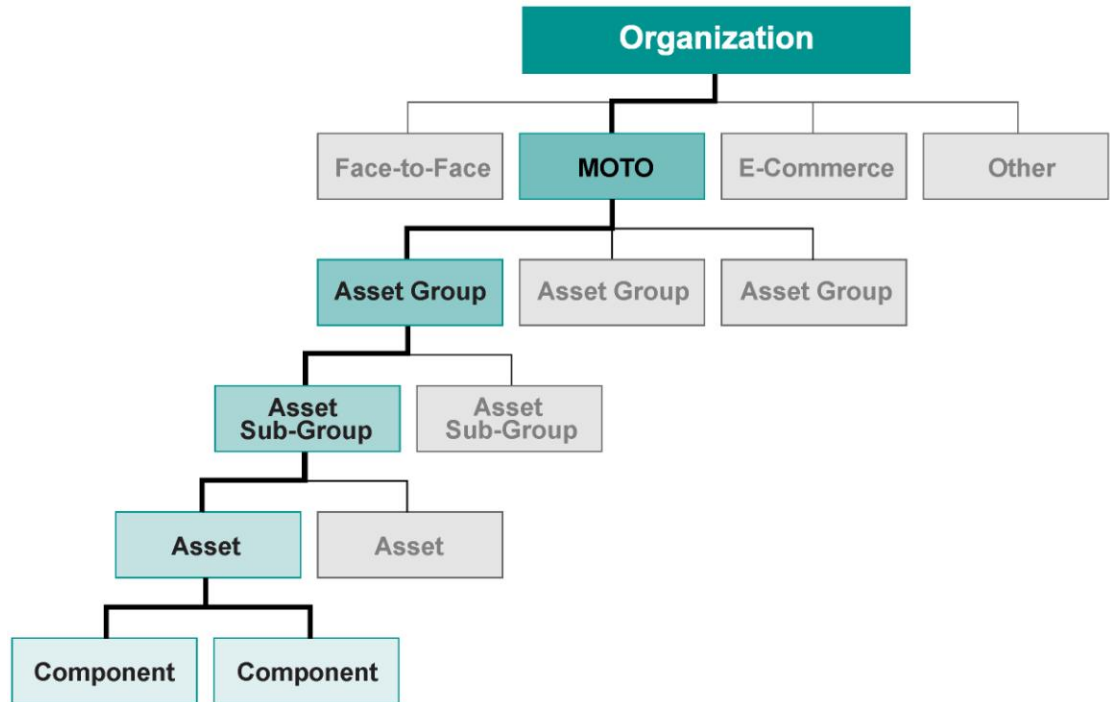 Organization
Face-to-Face
MOTO
E-Commerce
Other
Asset Group
Asset Group
Asset Group
Asset
Sub-Group
Asset
Sub-Group
Asset
Asset
Component
Component